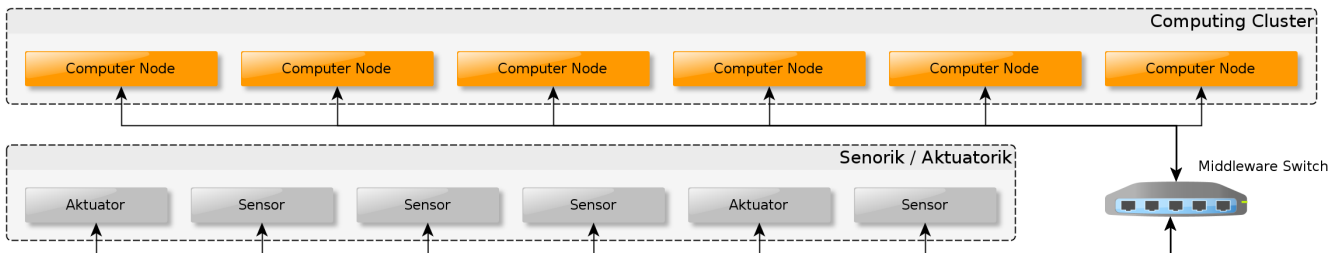 Computing Cluster
Computer Node Computer Node Computer Node Computer Node Computer Node Computer Node
Senorik / Aktuatorik
Middleware Switch
Aktuator Sensor Sensor Sensor Aktuator Sensor